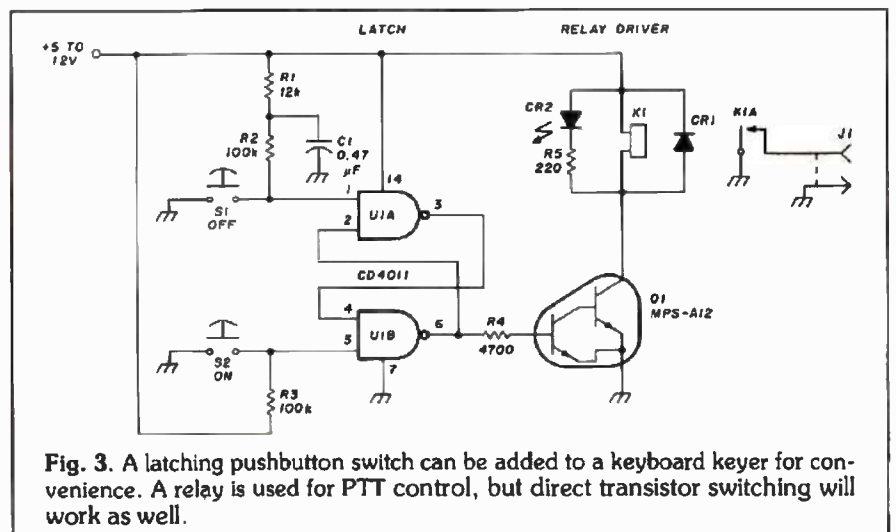 LATCH
RELAY DRIVER
+5 TO
12V
R1
12k
R2
100k
C1
0.47
µF
CR2
K1
CR1
K1A
J1
R5
220
14
1
2
3
U1A
S1
OFF
CD4011
4
5
6
7
U1B
R4
4700
Q1
MPS-A12
S2
ON
R3
100k
Fig. 3. A latching pushbutton switch can be added to a keyboard keyer for con-
venience. A relay is used for PTT control, but direct transistor switching will
work as well.